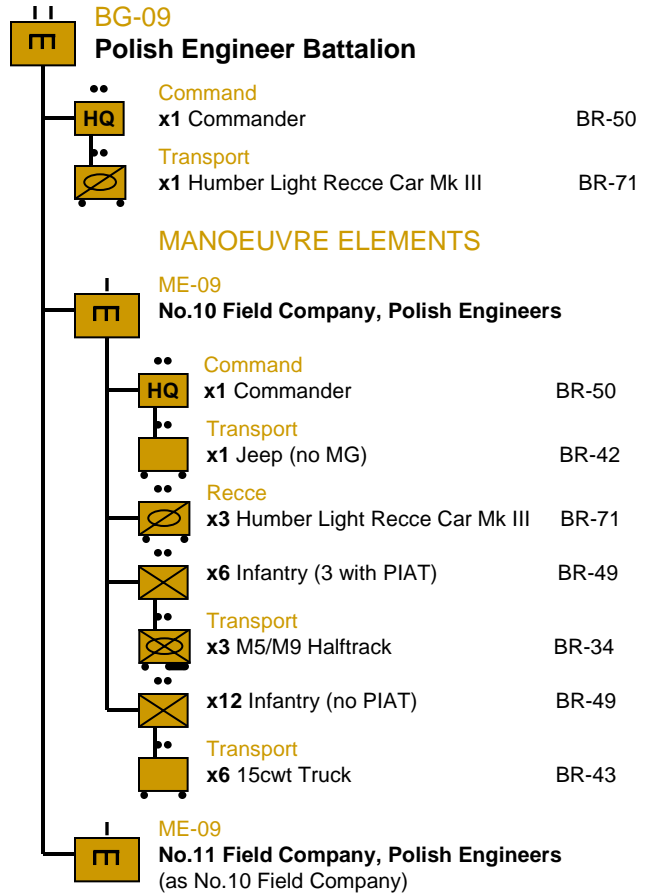 BG-09
Polish Engineer Battalion
Command
HQ x1 Commander BR-50
Transport
x1 Humber Light Recce Car Mk III BR-71
MANOEUVRE ELEMENTS
ME-09
No.10 Field Company, Polish Engineers
Command
HQ x1 Commander BR-50
Transport
x1 Jeep (no MG) BR-42
Recce
x3 Humber Light Recce Car Mk III BR-71
x6 Infantry (3 with PIAT) BR-49
Transport
x3 M5/M9 Halftrack BR-34
x12 Infantry (no PIAT) BR-49
Transport
x6 15cwt Truck BR-43
ME-09
No.11 Field Company, Polish Engineers
(as No.10 Field Company)